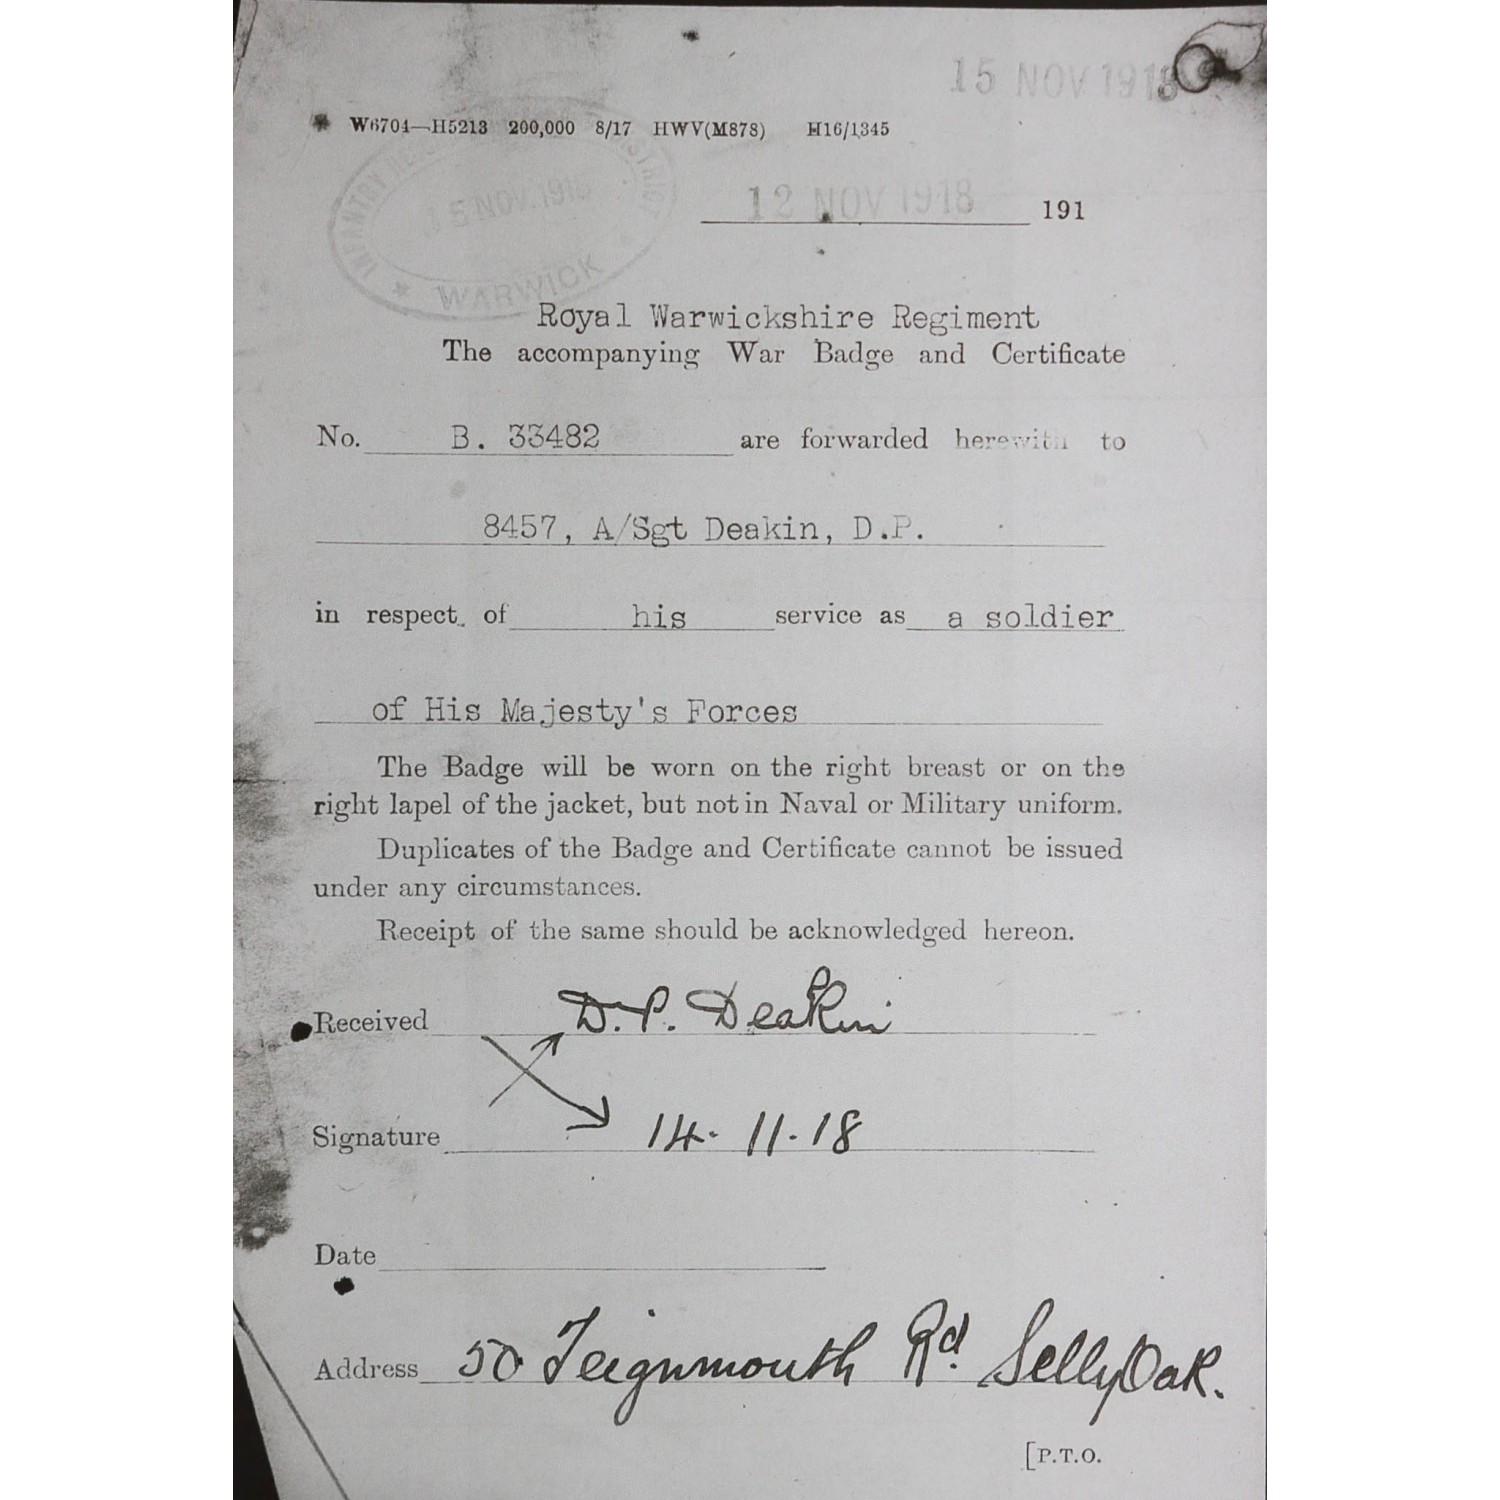 15 NOV 1918
W6704—H5213 200,000 8/17 HWV(M878) H16/1345
INFANTRY
15 NOV. 1918
WARWICK
12 NOV 1918 191
Royal Warwickshire Regiment
The accompanying War Badge and Certificate
No. B. 33482 are forwarded herewith to
8457, A/Sgt Deakin, D.P.
in respect of his service as a soldier
of His Majesty's Forces
The Badge will be worn on the right breast or on the
right lapel of the jacket, but not in Naval or Military uniform.
Duplicates of the Badge and Certificate cannot be issued
under any circumstances.
Receipt of the same should be acknowledged hereon.
Received D.P. Deakin
Signature 14. 11. 18
Date
Address 50 Teignmouth Rd. Selly Oak.
[P.T.O.